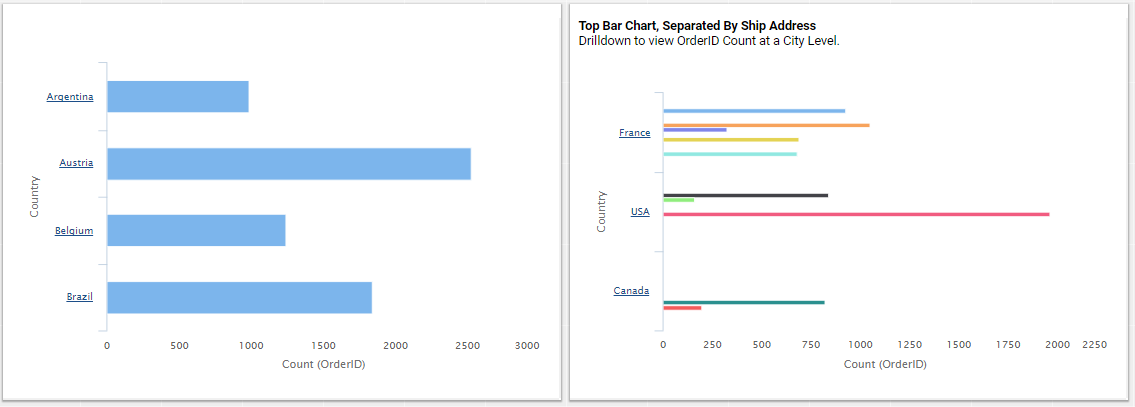 Argentina
Austria
Belgium
Brazil
Country
0 500 1000 1500 2000 2500 3000
Count (OrderID)
Top Bar Chart, Separated By Ship Address
Drilldown to view OrderID Count at a City Level.
France
USA
Canada
Country
0 250 500 750 1000 1250 1500 1750 2000 2250
Count (OrderID)